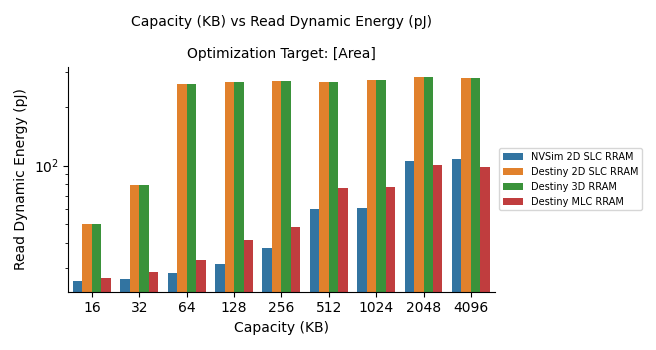 Capacity (KB) vs Read Dynamic Energy (pJ)
Optimization Target: [Area]
Read Dynamic Energy (pJ)
10²
NVSim 2D SLC RRAM
Destiny 2D SLC RRAM
Destiny 3D RRAM
Destiny MLC RRAM
16 32 64 128 256 512 1024 2048 4096
Capacity (KB)